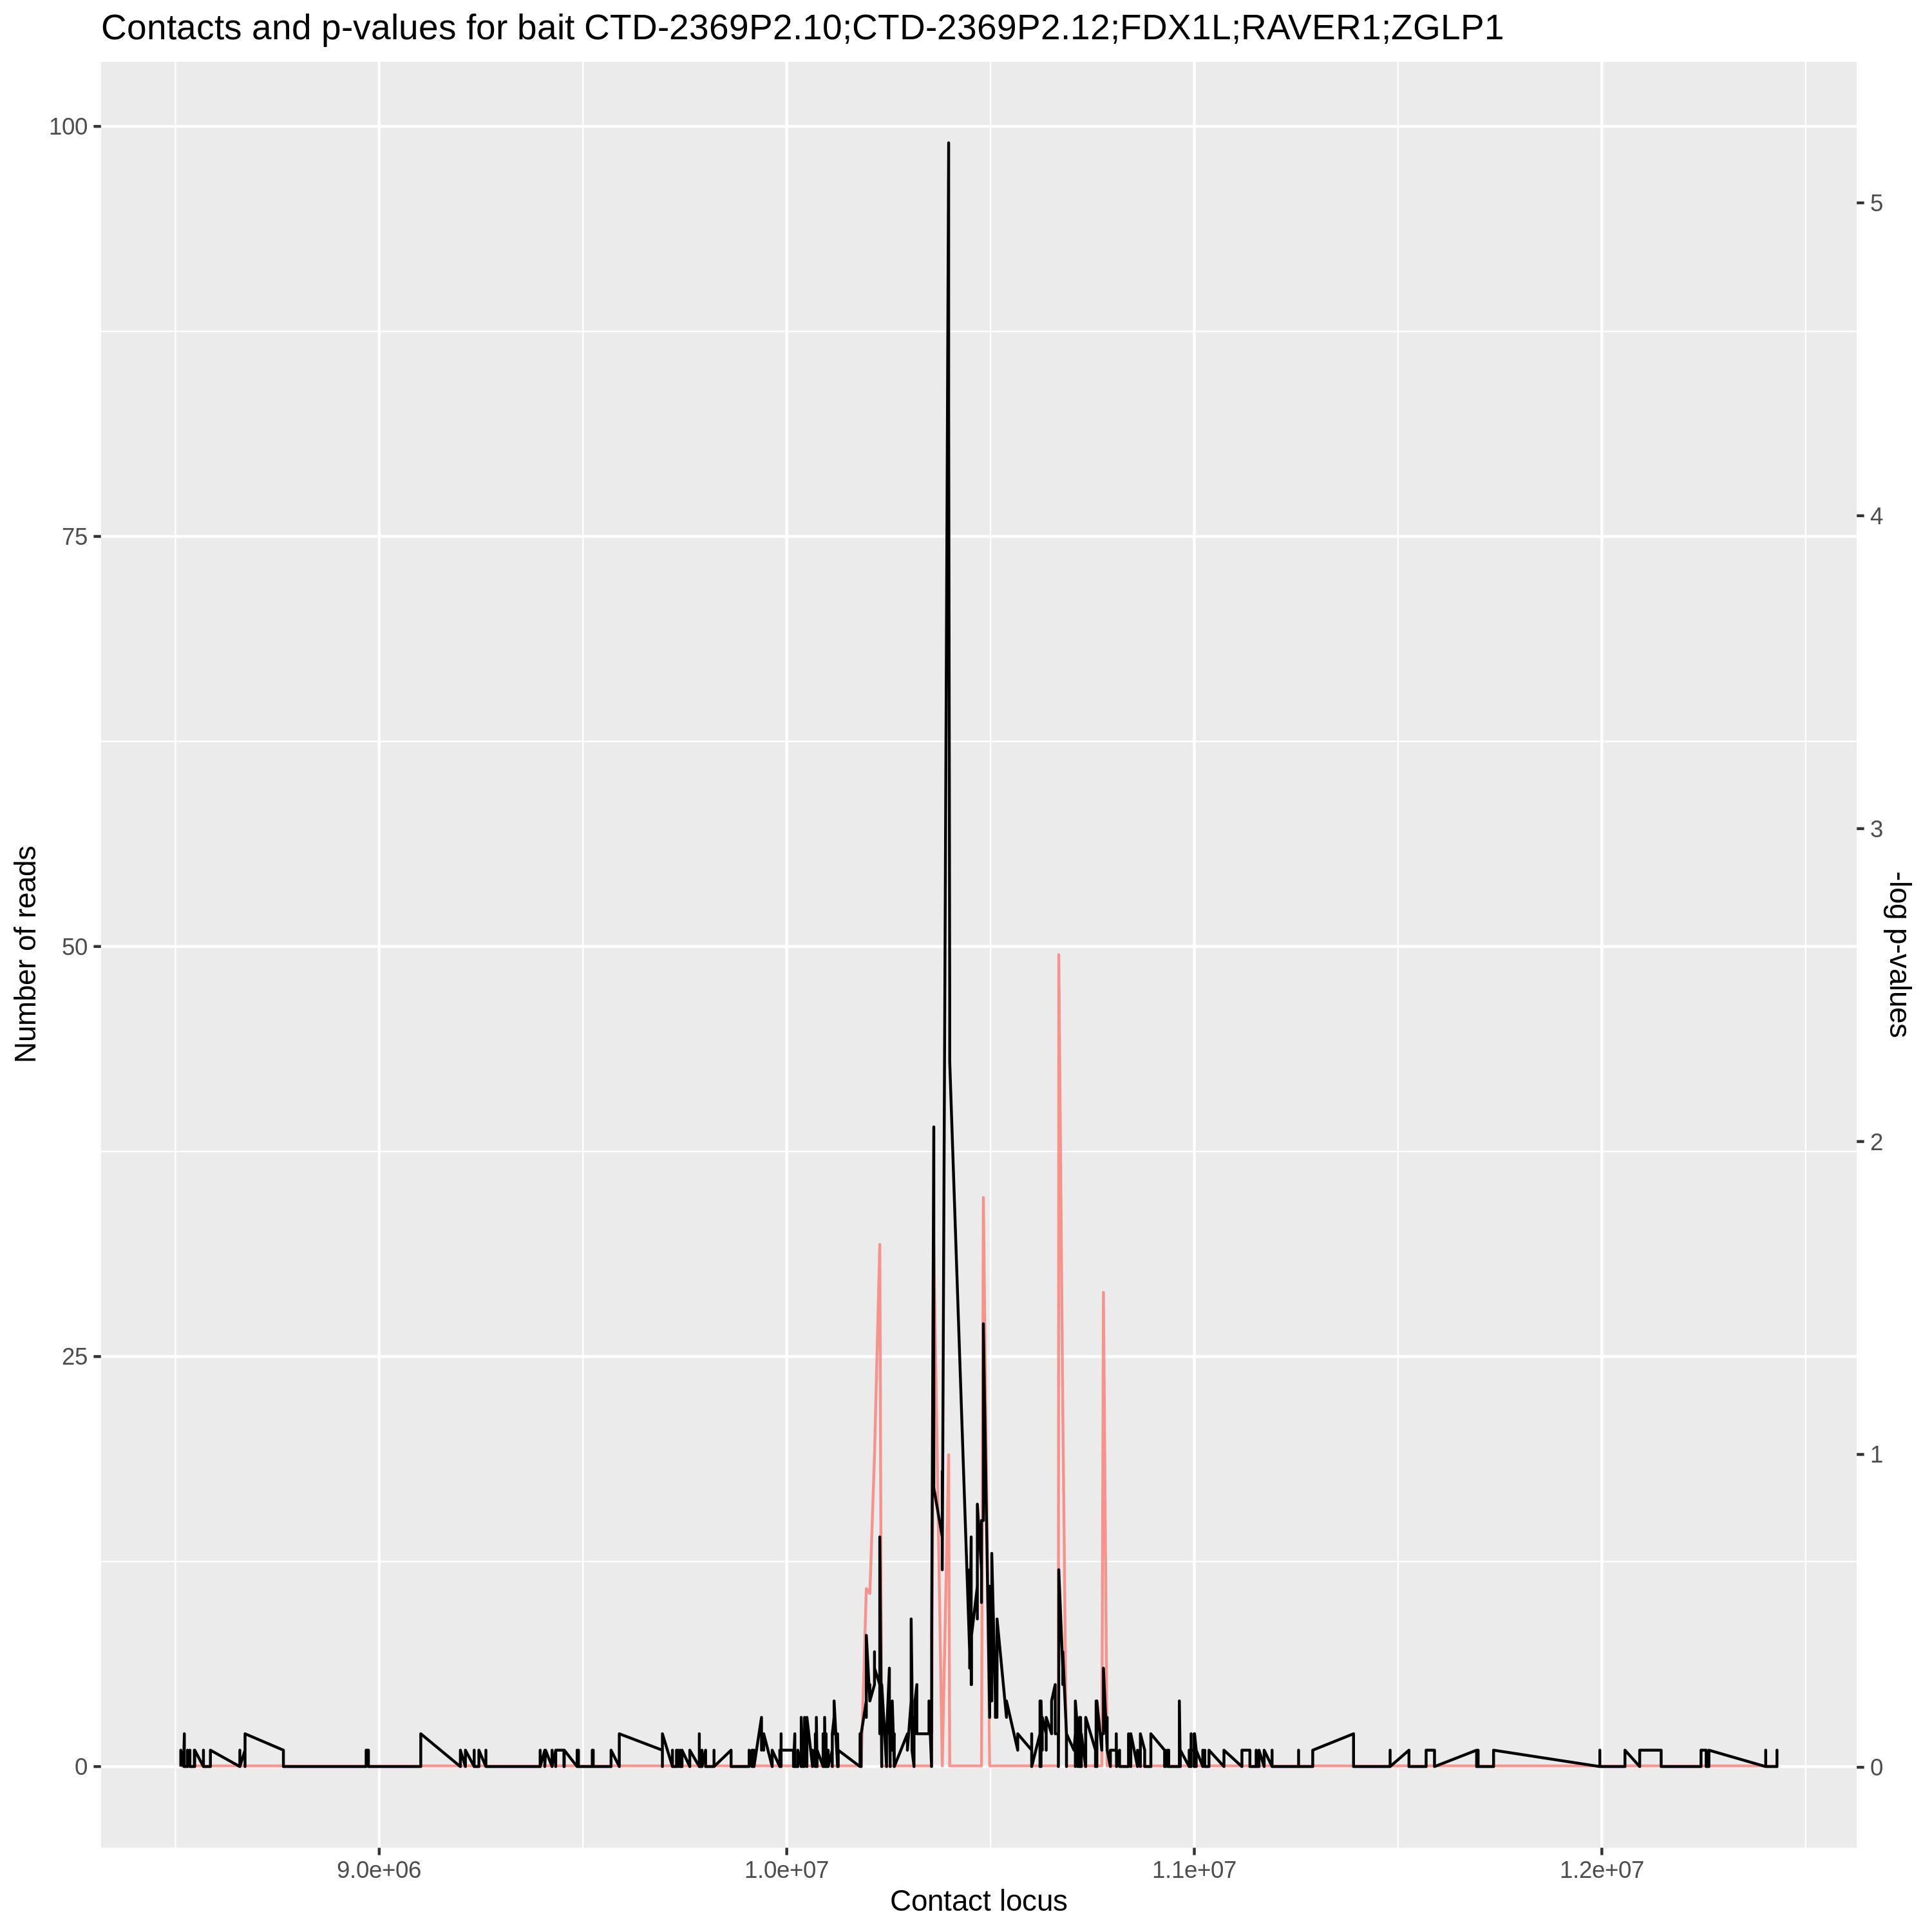 Contacts and p-values for bait CTD-2369P2.10;CTD-2369P2.12;FDX1L;RAVER1;ZGLP1
100
75
50
25
0
Number of reads
5
4
3
2
1
0
-log p-values
9.0e+06 1.0e+07 1.1e+07 1.2e+07
Contact locus